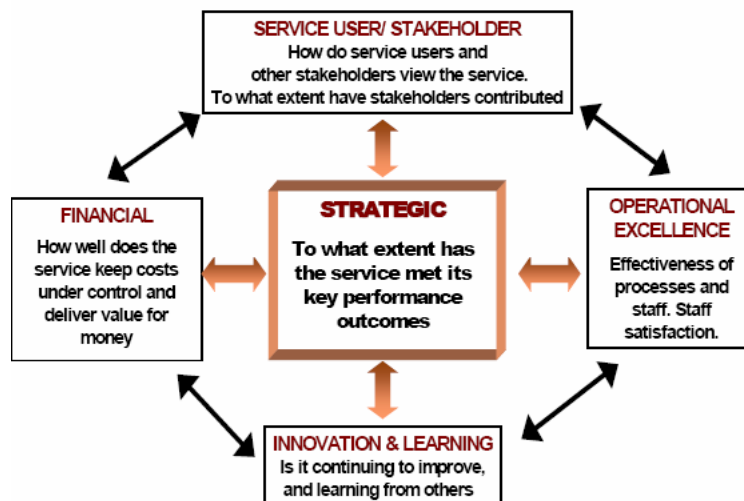 SERVICE USER/ STAKEHOLDER
How do service users and
other stakeholders view the service.
To what extent have stakeholders contributed
FINANCIAL
How well does the
service keep costs
under control and
deliver value for
money
STRATEGIC
To what extent has
the service met its
key performance
outcomes
OPERATIONAL
EXCELLENCE
Effectiveness of
processes and
staff. Staff
satisfaction.
INNOVATION & LEARNING
Is it continuing to improve,
and learning from others